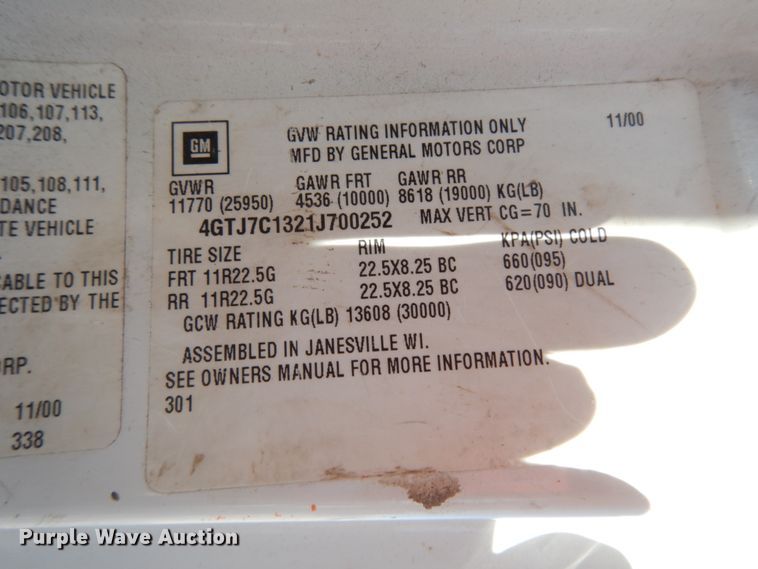 OTOR VEHICLE
106,107,113,
207,208,
105,108,111,
DANCE
TE VEHICLE
CABLE TO THIS
ECTED BY THE
ORP.
11/00
338
GM
GVW RATING INFORMATION ONLY 11/00
MFD BY GENERAL MOTORS CORP
GVWR GAWR FRT GAWR RR
11770 (25950) 4536 (10000) 8618 (19000) KG(LB)
4GTJ7C1321J700252 MAX VERT CG=70 IN.
TIRE SIZE RIM KPA(PSI) COLD
FRT 11R22.5G 22.5X8.25 BC 660(095)
RR 11R22.5G 22.5X8.25 BC 620(090) DUAL
GCW RATING KG(LB) 13608 (30000)
ASSEMBLED IN JANESVILLE WI.
SEE OWNERS MANUAL FOR MORE INFORMATION.
301
Purple Wave Auction